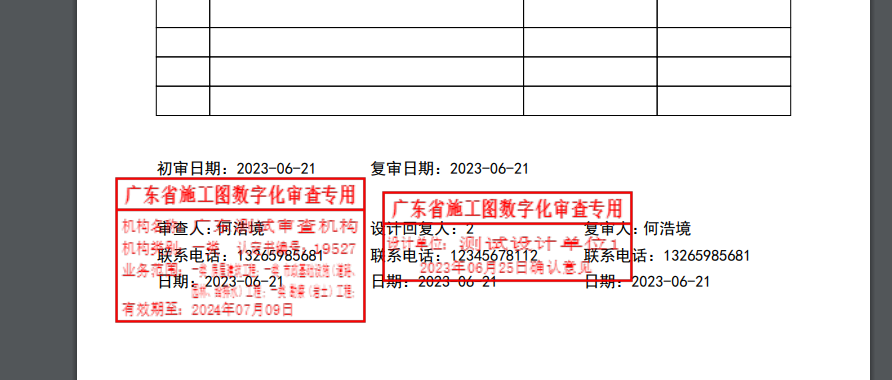 初审日期：2023-06-21 复审日期：2023-06-21
广东省施工图数字化审查专用
广东省施工图数字化审查专用
审查人：何浩境 设计回复人：2 复审人：何浩境
机构名称：广东测试审查机构
设计单位：测试设计单位1
机构类别：一类 认定书编号：19527
联系电话：13265985681 联系电话：12345678112 联系电话：13265985681
业务范围：一类 房屋建筑工程；一类 市政基础设施（道路、
2023年06月25日确认意见
日期：2023-06-21 日期：2023-06-21 日期：2023-06-21
工程；一类 勘察（岩土）工程；
有效期至：2024年07月09日